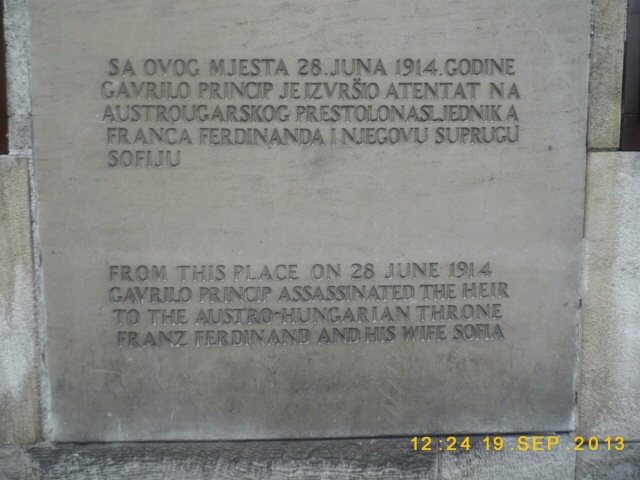 SA OVOG MJESTA 28.JUNA 1914.GODINE
GAVRILO PRINCIP JE IZVRŠIO ATENTAT NA
AUSTROUGARSKOG PRESTOLONASLJEDNIKA
FRANCA FERDINANDA I NJEGOVU SUPRUGU
SOFIJU
FROM THIS PLACE ON 28 JUNE 1914
GAVRILO PRINCIP ASSASSINATED THE HEIR
TO THE AUSTRO-HUNGARIAN THRONE
FRANZ FERDINAND AND HIS WIFE SOFIA
12:24 19.SEP.2013